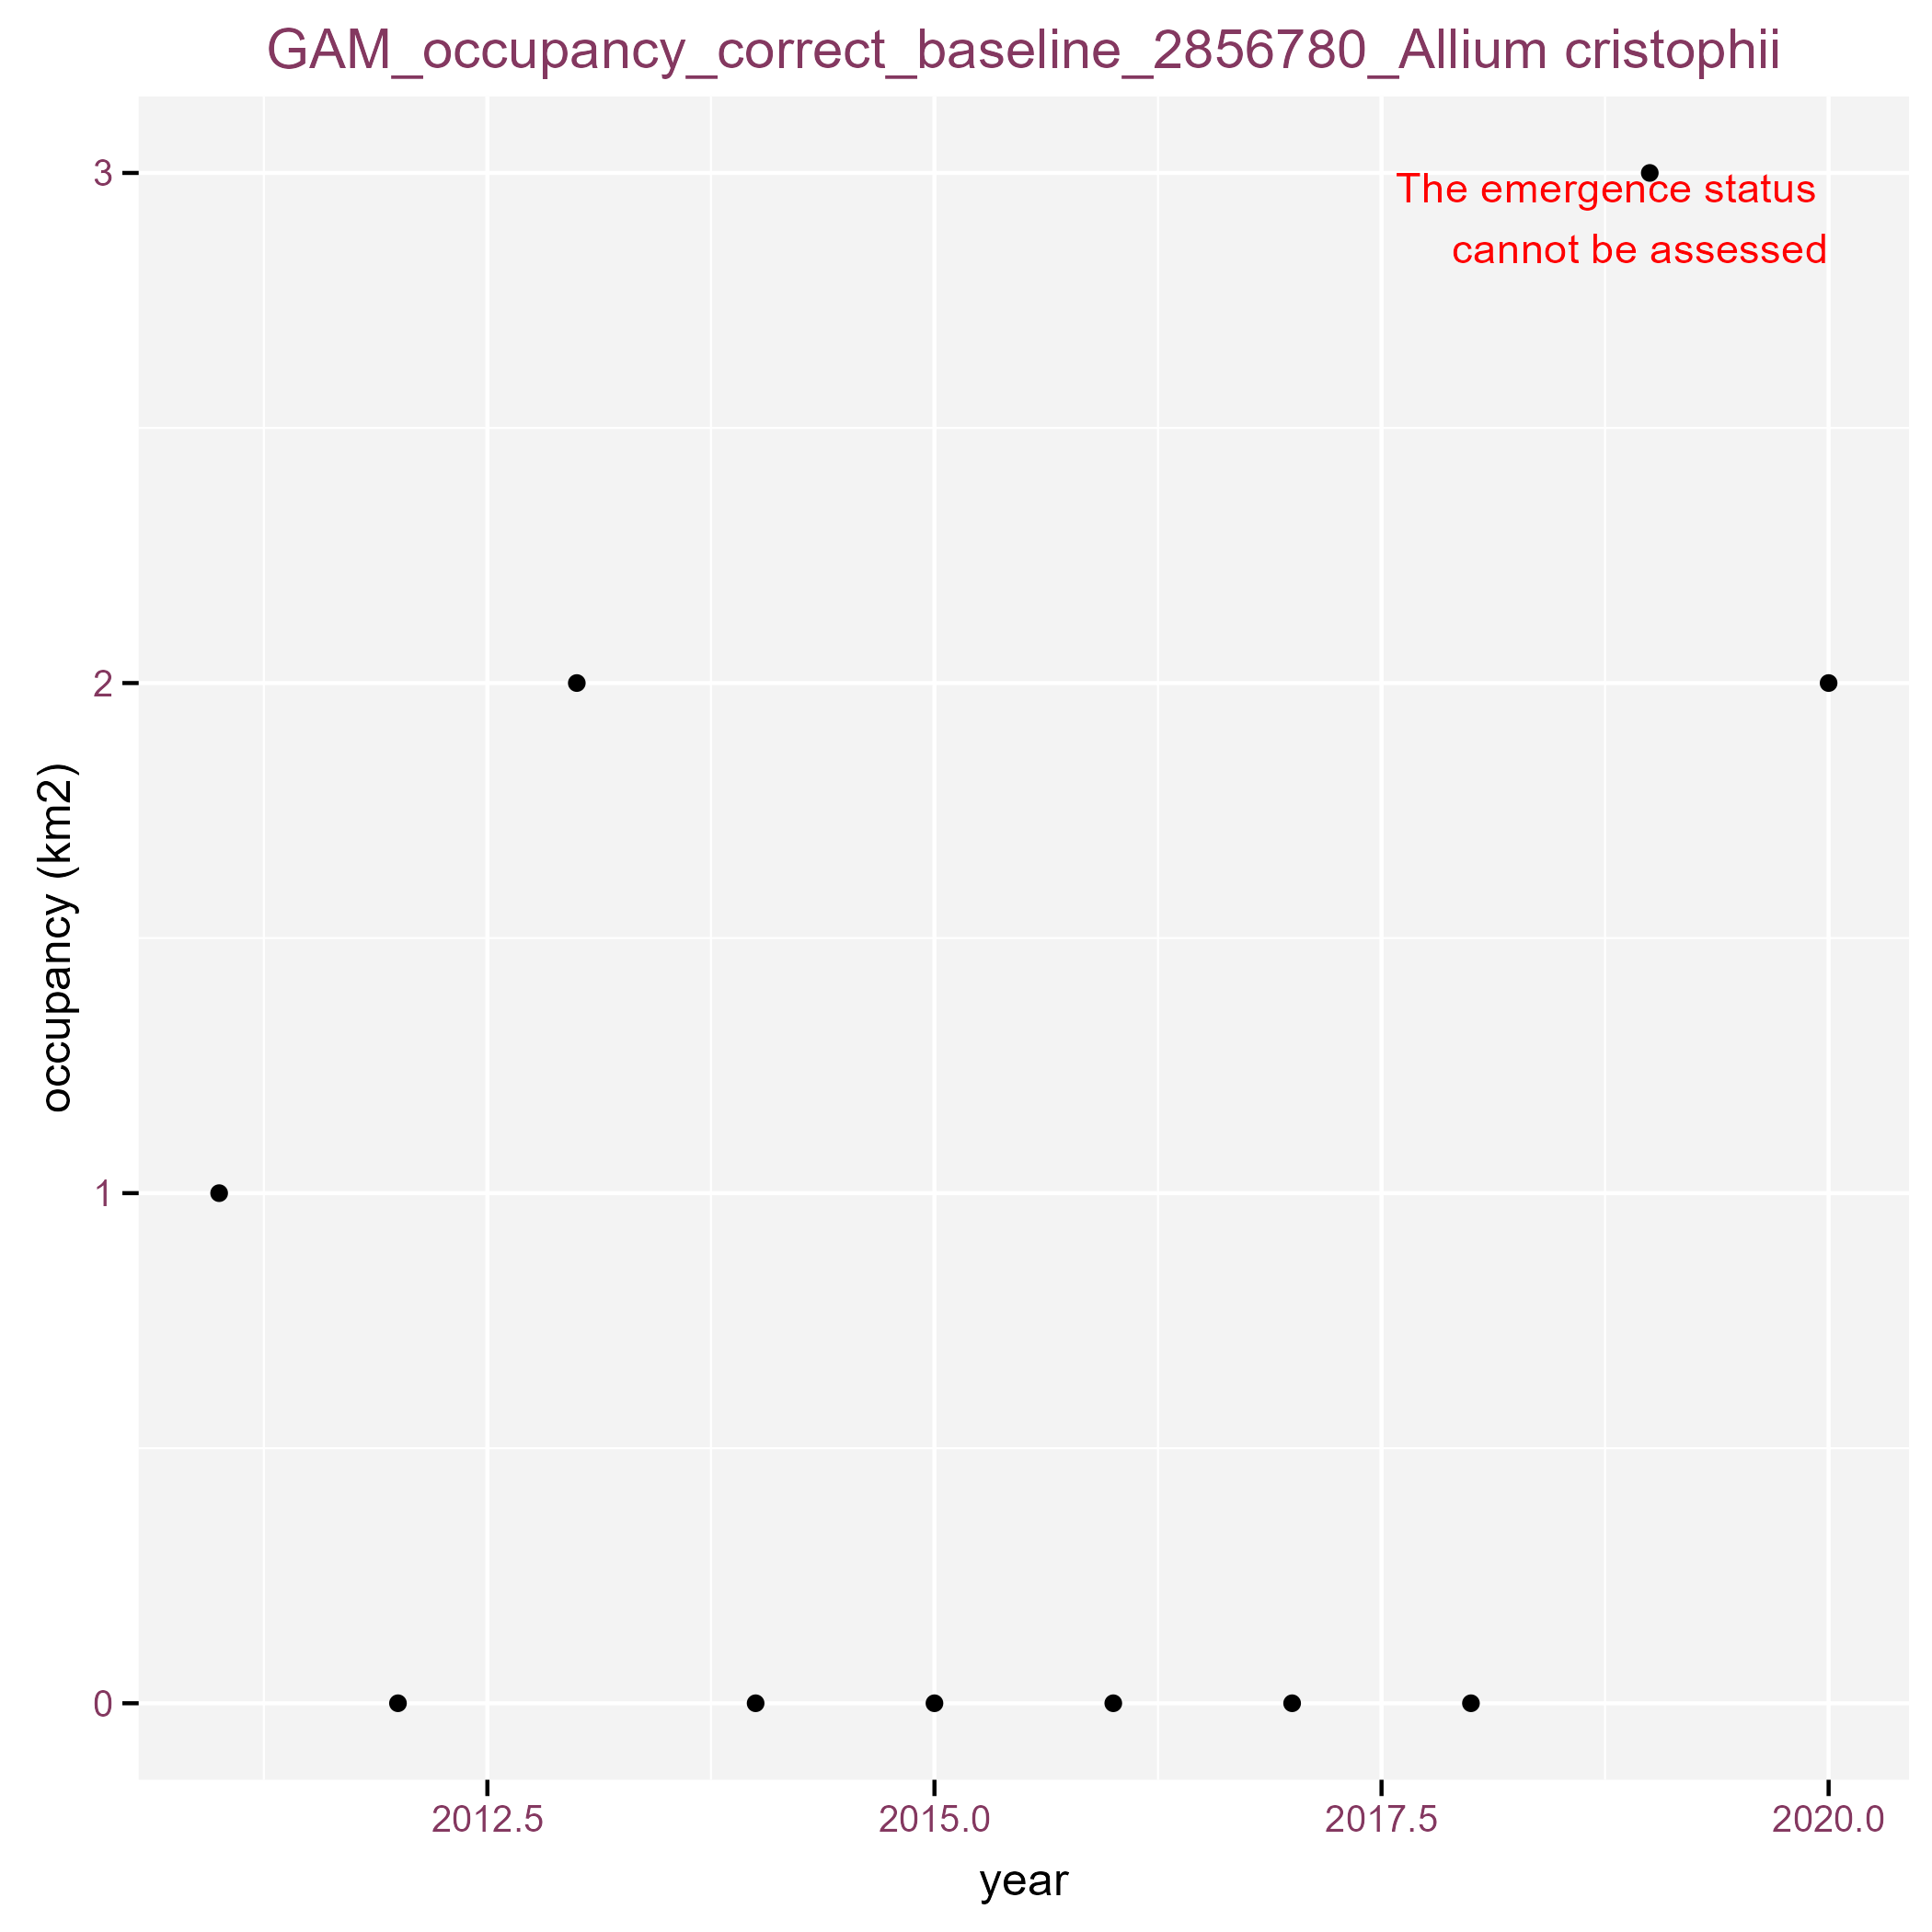 GAM_occupancy_correct_baseline_2856780_Allium cristophii
3
The emergence status
cannot be assessed
2
occupancy (km2)
1
0
2012.5 2015.0 2017.5 2020.0
year